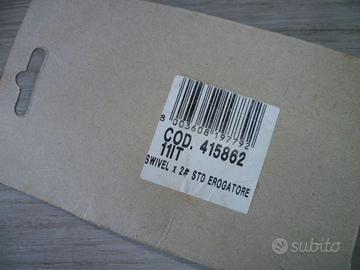 8 003608 197792
COD. 415862
11IT
SWIVEL x 2# STD EROGATORE
subito